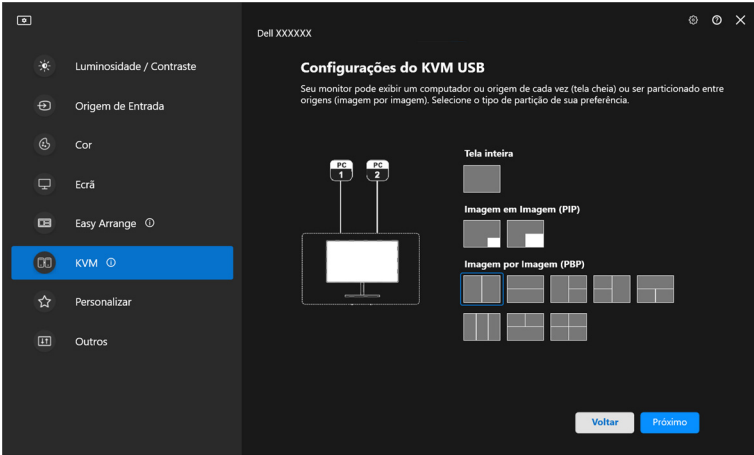 Dell XXXXXX
Luminosidade / Contraste
Origem de Entrada
Cor
Ecrã
Easy Arrange
KVM
Personalizar
Outros
Configurações do KVM USB
Seu monitor pode exibir um computador ou origem de cada vez (tela cheia) ou ser particionado entre
origens (imagem por imagem). Selecione o tipo de partição de sua preferência.
PC
1
PC
2
Tela inteira
Imagem em Imagem (PIP)
Imagem por Imagem (PBP)
Voltar
Próximo